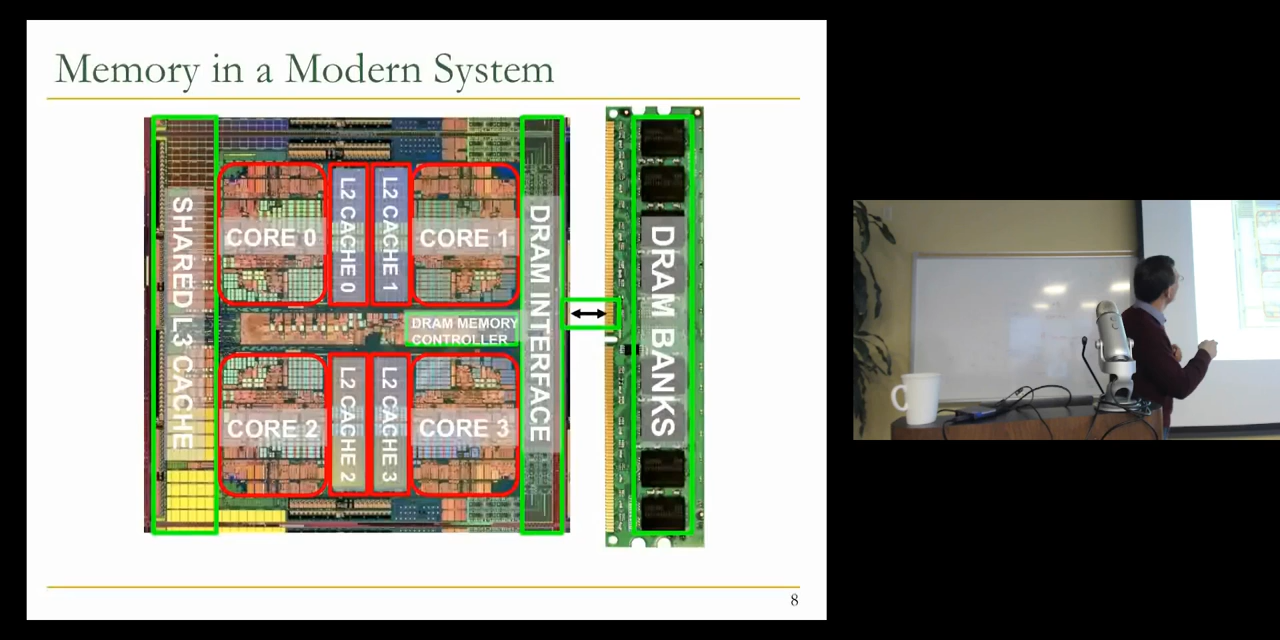 Memory in a Modern System
SHARED L3 CACHE
CORE 0
L2 CACHE 0
L2 CACHE 1
CORE 1
DRAM INTERFACE
DRAM BANKS
DRAM MEMORY
CONTROLLER
CORE 2
L2 CACHE 2
L2 CACHE 3
CORE 3
8